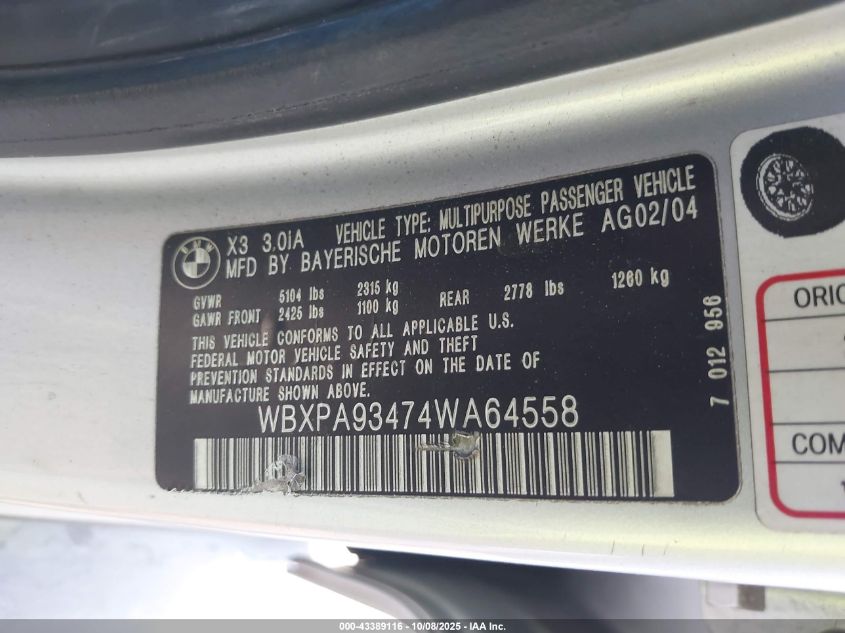 BMW
X3 3.0iA VEHICLE TYPE: MULTIPURPOSE PASSENGER VEHICLE
MFD BY BAYERISCHE MOTOREN WERKE AG02/04
GVWR 5104 lbs 2315 kg
GAWR FRONT 2425 lbs 1100 kg REAR 2778 lbs 1260 kg
THIS VEHICLE CONFORMS TO ALL APPLICABLE U.S.
FEDERAL MOTOR VEHICLE SAFETY AND THEFT
PREVENTION STANDARDS IN EFFECT ON THE DATE OF
MANUFACTURE SHOWN ABOVE.
WBXPA93474WA64558
7 012 956
ORIG
COM
000-43389116 - 10/08/2025 - IAA Inc.